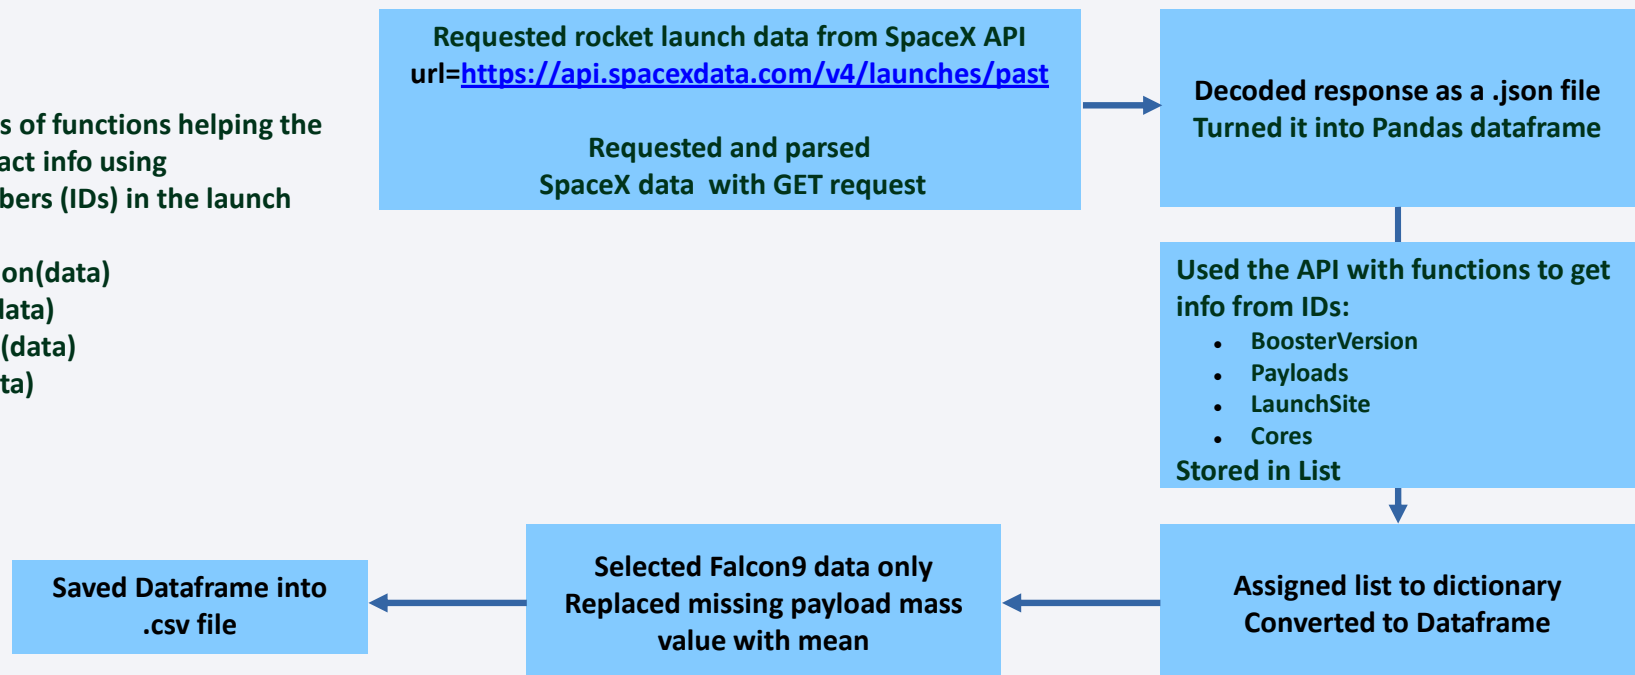 s of functions helping the
act info using
bers (IDs) in the launch
on(data)
lata)
(data)
ta)
Requested rocket launch data from SpaceX API
url=https://api.spacexdata.com/v4/launches/past
Requested and parsed
SpaceX data with GET request
Decoded response as a .json file
Turned it into Pandas dataframe
Used the API with functions to get
info from IDs:
• BoosterVersion
• Payloads
• LaunchSite
• Cores
Stored in List
Assigned list to dictionary
Converted to Dataframe
Selected Falcon9 data only
Replaced missing payload mass
value with mean
Saved Dataframe into
.csv file